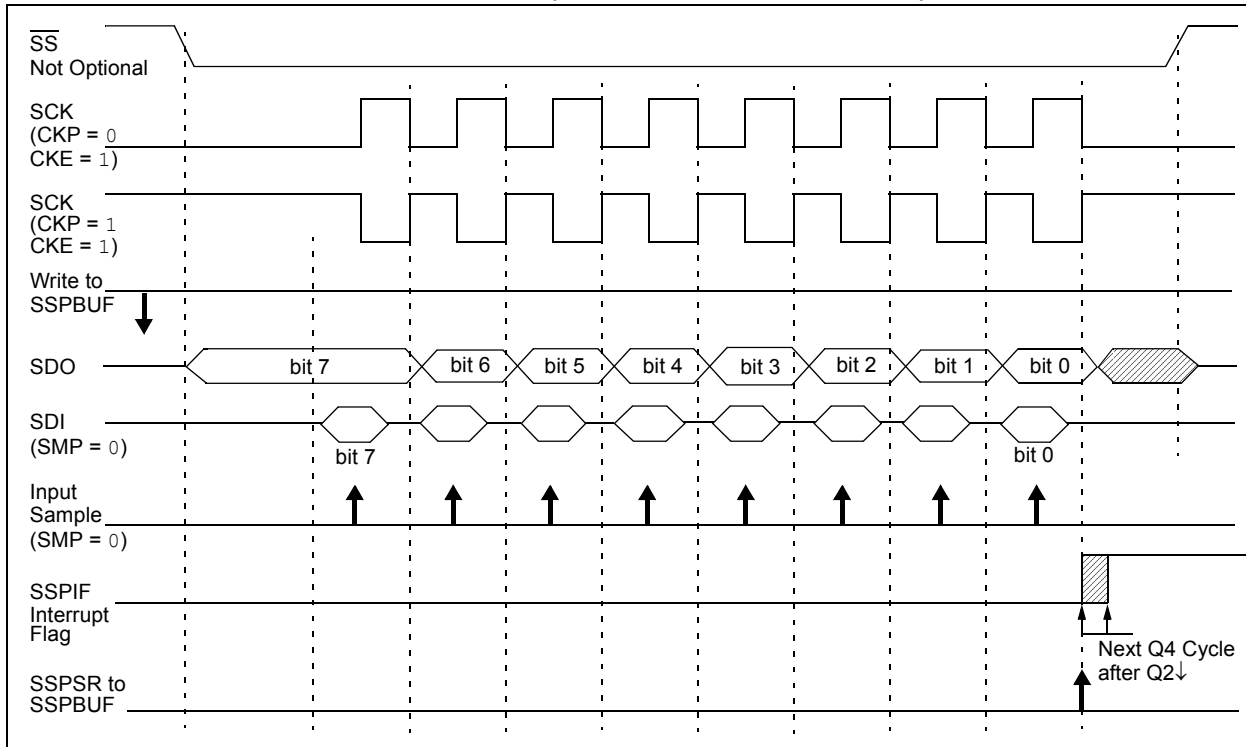 SS
Not Optional
SCK
(CKP = 0
CKE = 1)
SCK
(CKP = 1
CKE = 1)
Write to
SSPBUF
SDO
bit 7 bit 6 bit 5 bit 4 bit 3 bit 2 bit 1 bit 0
SDI
(SMP = 0)
bit 7 bit 0
Input
Sample
(SMP = 0)
SSPIF
Interrupt
Flag
Next Q4 Cycle
after Q2↓
SSPSR to
SSPBUF